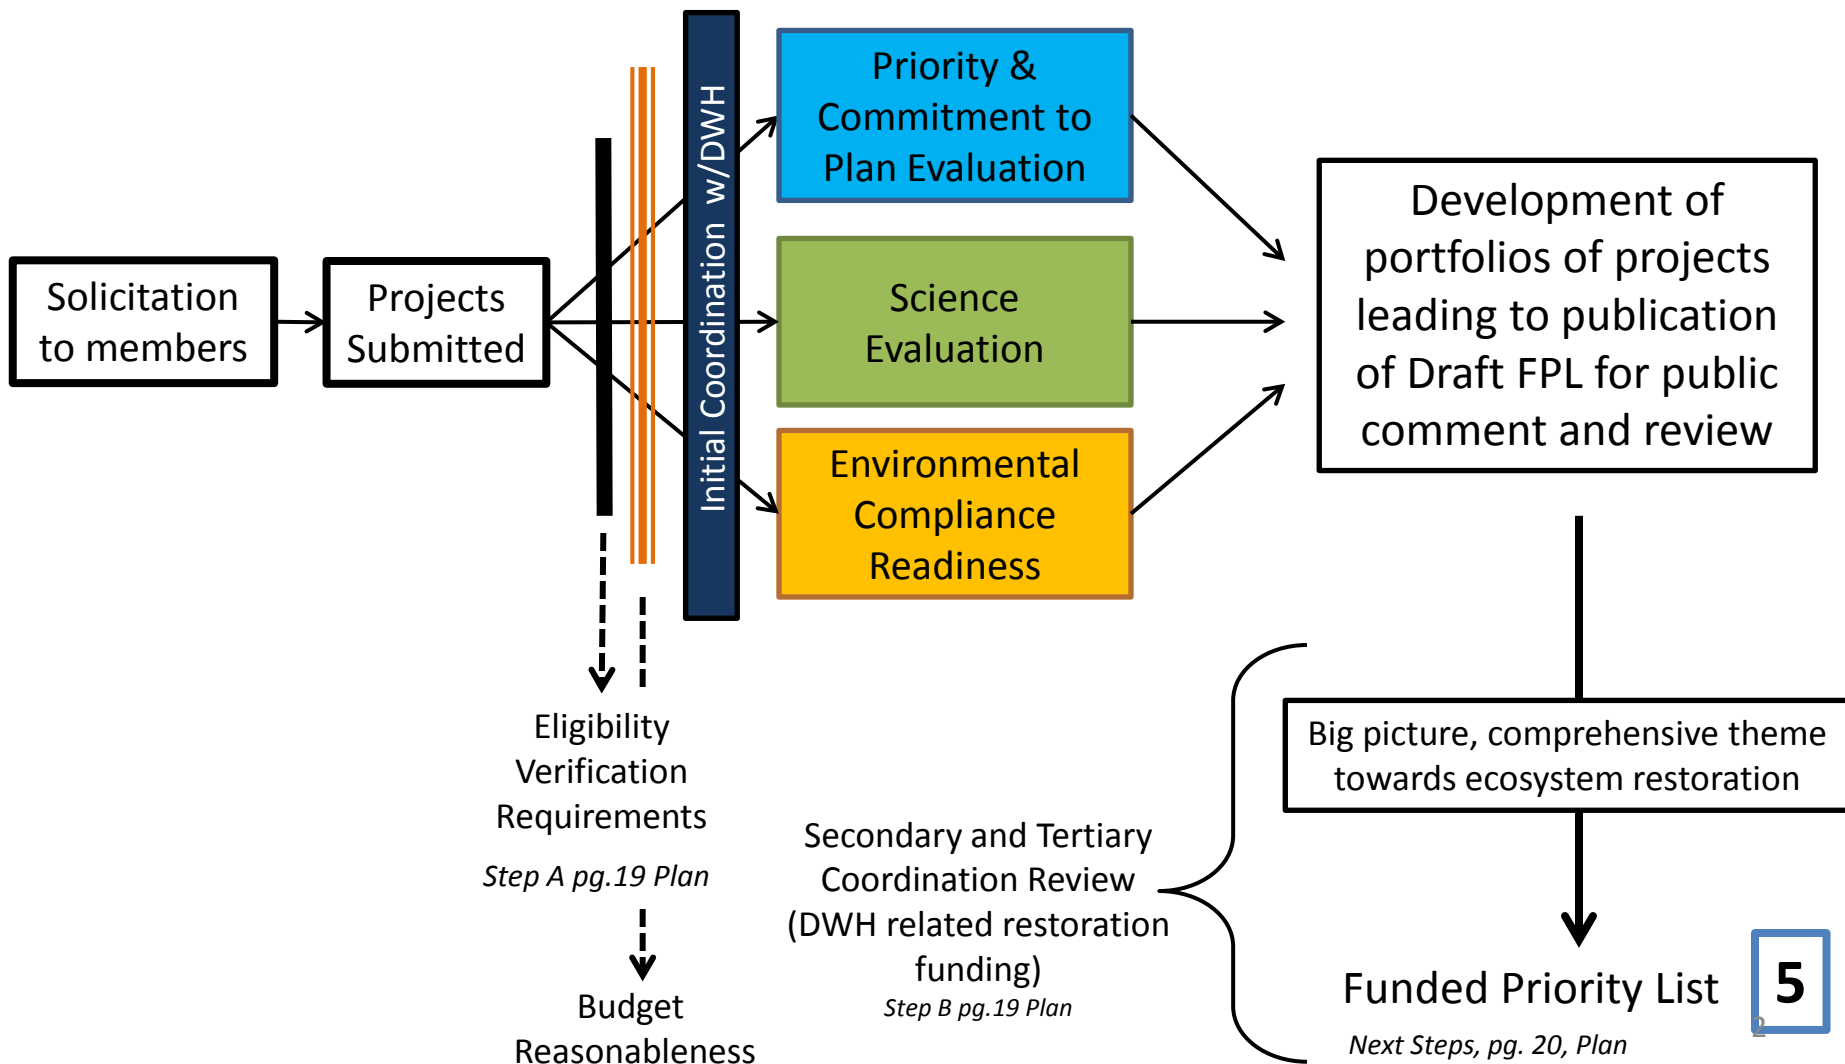 Solicitation
to members
Projects
Submitted
Initial Coordination w/DWH
Priority &
Commitment to
Plan Evaluation
Science
Evaluation
Environmental
Compliance
Readiness
Development of
portfolios of projects
leading to publication
of Draft FPL for public
comment and review
Eligibility
Verification
Requirements
Step A pg.19 Plan
Budget
Reasonableness
Secondary and Tertiary
Coordination Review
(DWH related restoration
funding)
Step B pg.19 Plan
Big picture, comprehensive theme
towards ecosystem restoration
Funded Priority List
Next Steps, pg. 20, Plan
5
2